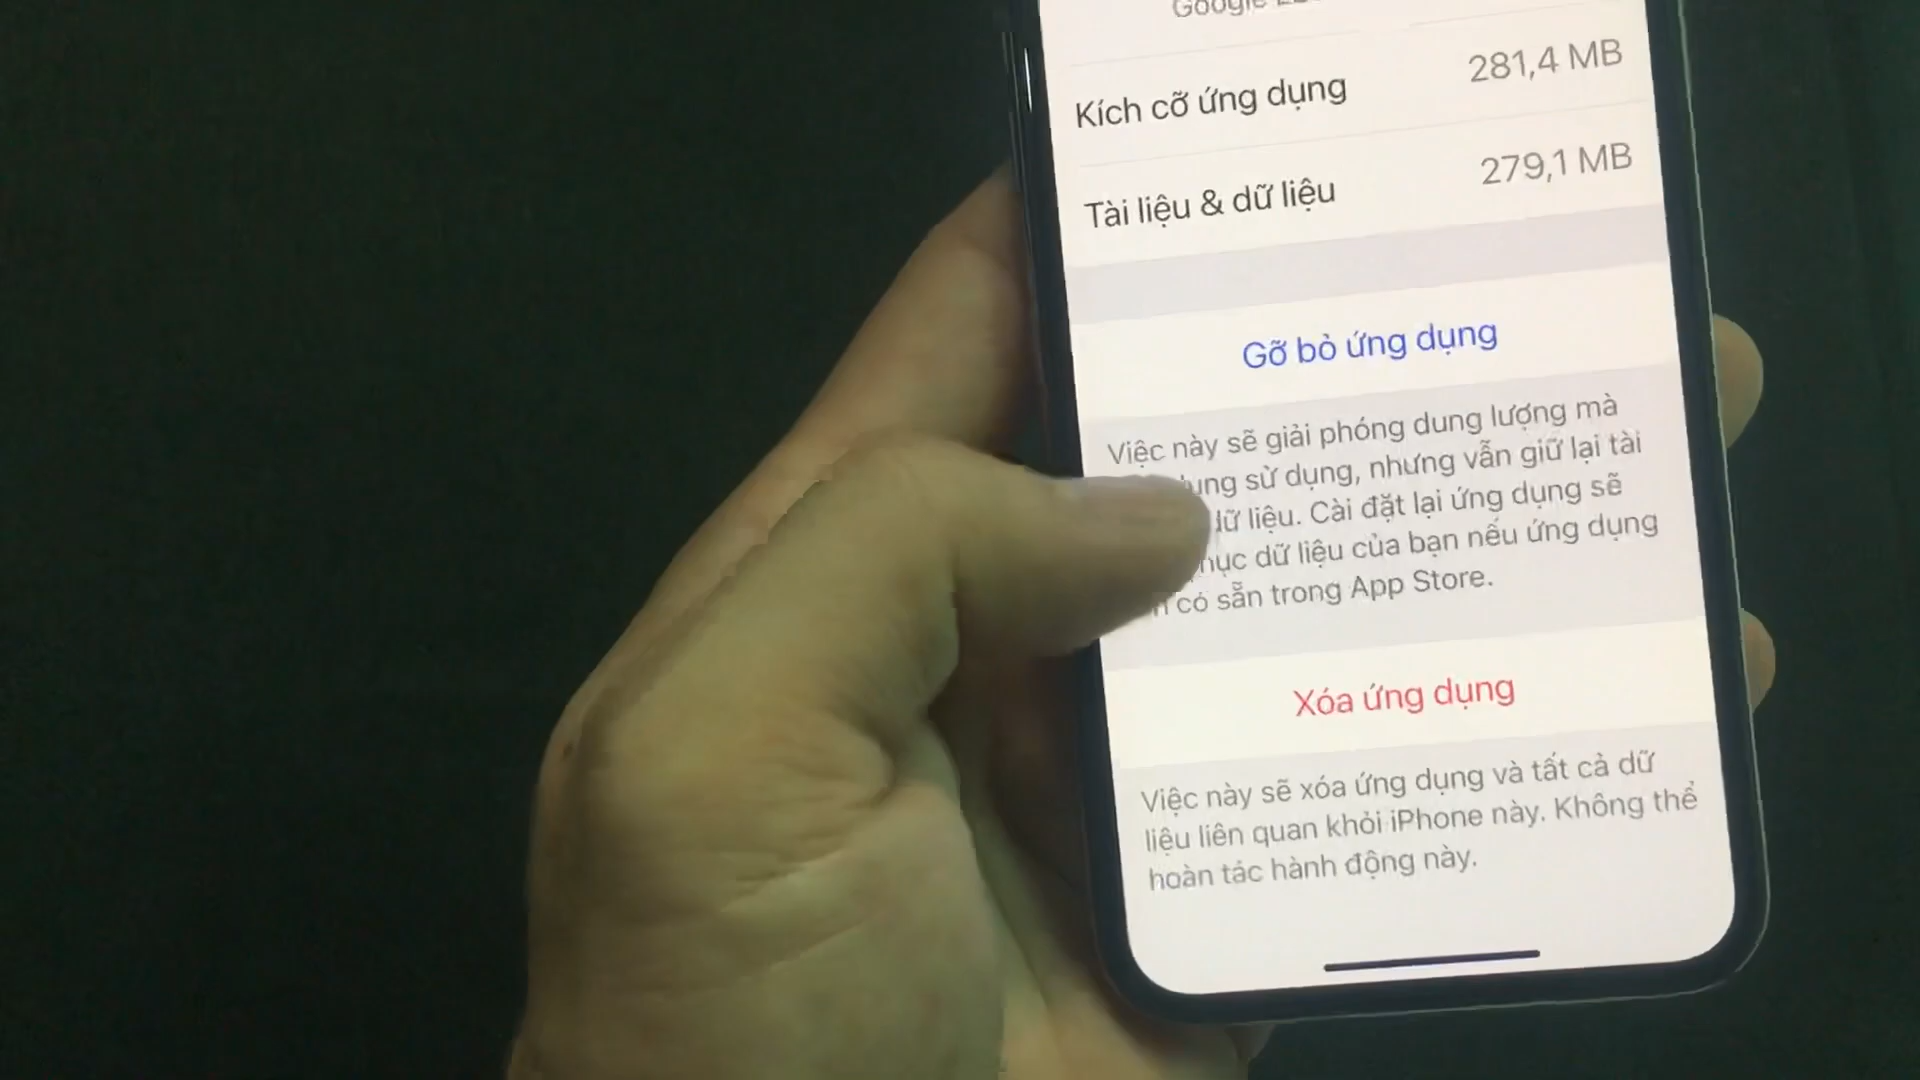 Google
Kích cỡ ứng dụng
281,4 MB
Tài liệu & dữ liệu
279,1 MB
Gỡ bỏ ứng dụng
Việc này sẽ giải phóng dung lượng mà
sử dụng, nhưng vẫn giữ lại tài
liệu. Cài đặt lại ứng dụng sẽ
dữ liệu của bạn nếu ứng dụng
có sẵn trong App Store.
Xóa ứng dụng
Việc này sẽ xóa ứng dụng và tất cả dữ
liệu liên quan khỏi iPhone này. Không thể
hoàn tác hành động này.